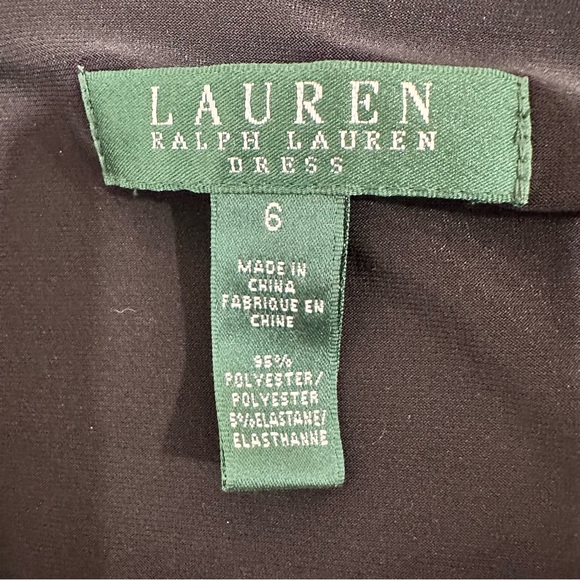 LAUREN
RALPH LAUREN
DRESS
6
MADE IN
CHINA
FABRIQUE EN
CHINE
95%
POLYESTER/
POLYESTER
5%ELASTANE/
ELASTHANNE